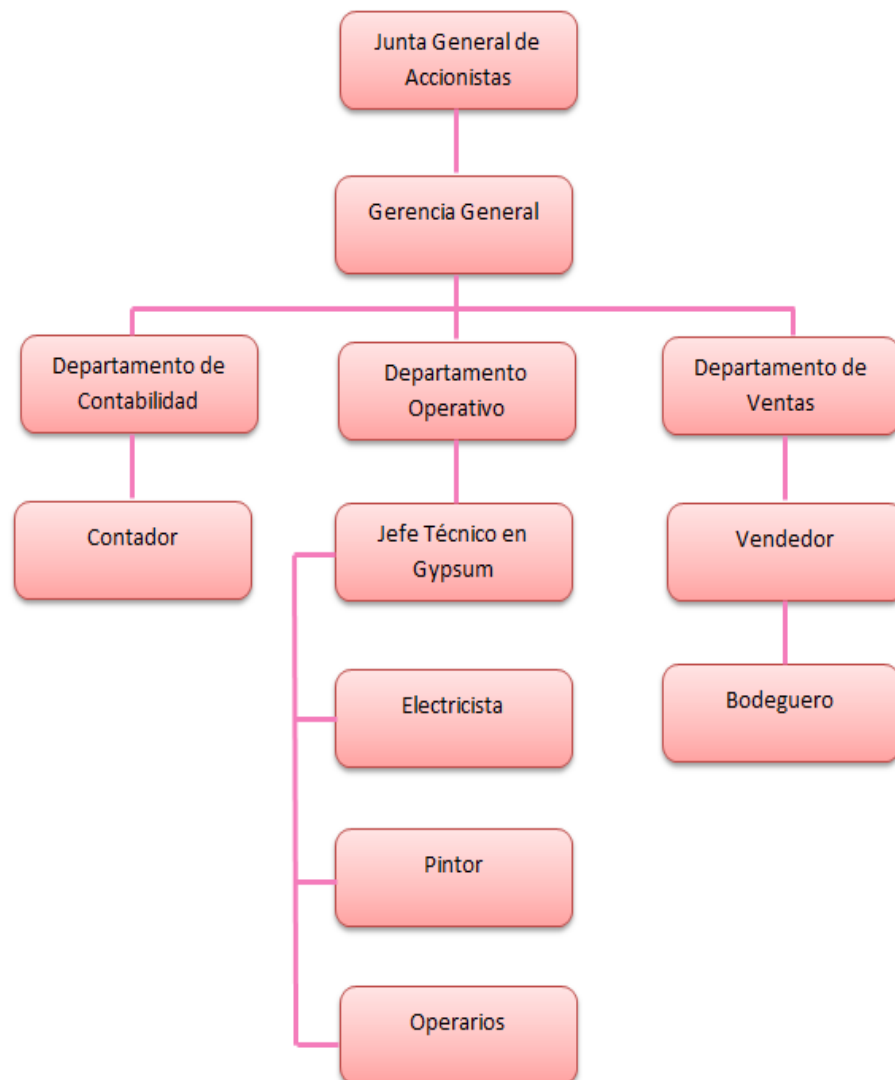 Junta General de
Accionistas
Gerencia General
Departamento de
Contabilidad
Departamento
Operativo
Departamento de
Ventas
Contador
Jefe Técnico en
Gypsum
Vendedor
Electricista
Bodeguero
Pintor
Operarios